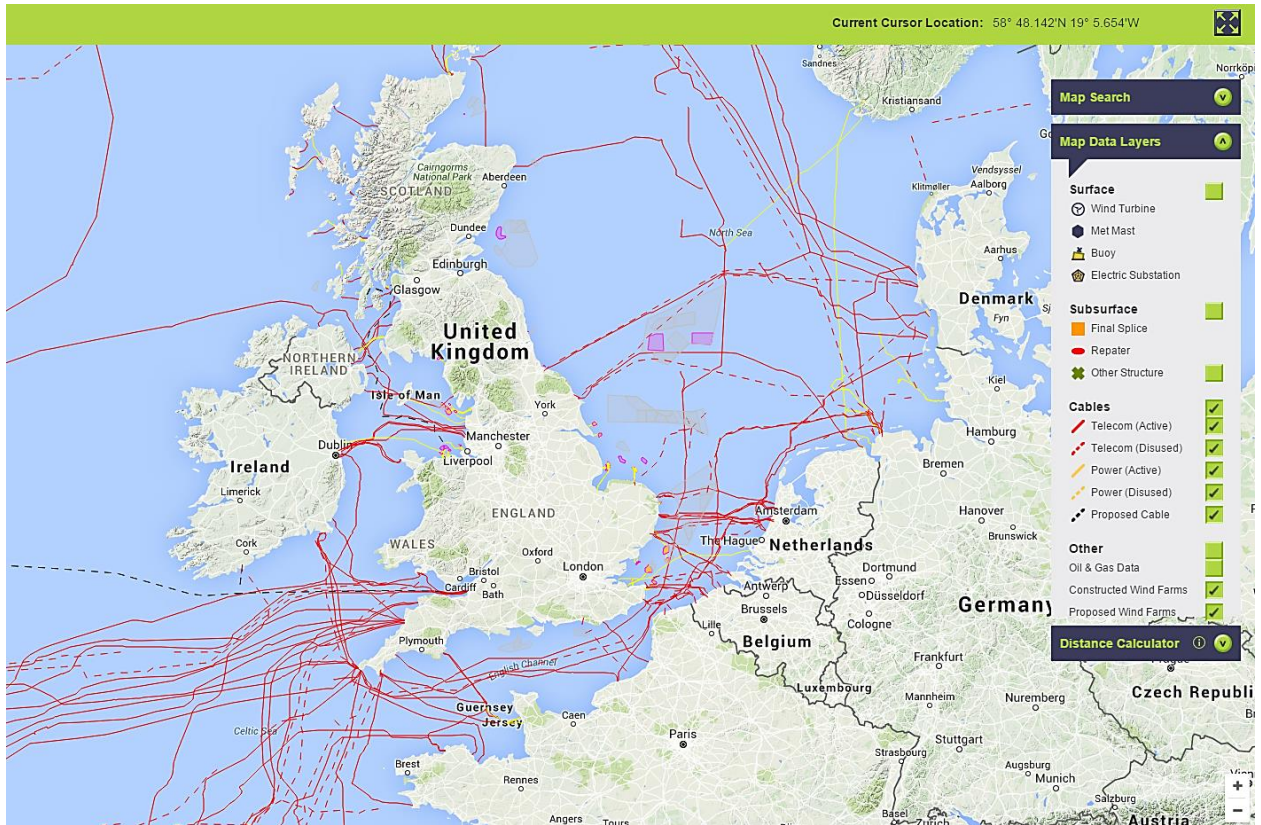 Current Cursor Location: 58° 48.142'N 19° 5.654'W
Map Search
Map Data Layers
Surface
Wind Turbine
Met Mast
Buoy
Electric Substation
Subsurface
Final Splice
Repater
Other Structure
Cables
Telecom (Active)
Telecom (Disused)
Power (Active)
Power (Disused)
Proposed Cable
Other
Oil & Gas Data
Constructed Wind Farms
Proposed Wind Farms
Distance Calculator
Sandnes
Kristiansand
Norrköp
Cairngorms
National Park
Aberdeen
SCOTLAND
Dundee
Edinburgh
Glasgow
North Sea
Klitmøller
Vendsyssel
Aalborg
Aarhus
Denmark
Fyn
United
Kingdom
NORTHERN
IRELAND
Isle of Man
York
Kiel
Hamburg
Manchester
Liverpool
Dublin
Ireland
Limerick
Cork
ENGLAND
WALES
Oxford
London
Bristol
Cardiff
Bath
Plymouth
English Channel
Guernsey
Jersey
Celtic Sea
Amsterdam
The Hague
Netherlands
Bremen
Hanover
Brunswick
Dortmund
Essen
Düsseldorf
Cologne
Germany
Antwerp
Brussels
Lille
Belgium
Luxembourg
Frankfurt
Mannheim
Nuremberg
Czech Republi
Stuttgart
Strasbourg
Augsburg
Munich
Salzburg
Austria
Caen
Paris
Brest
Rennes
Angers
Tours
Basel
Zurich
+
−